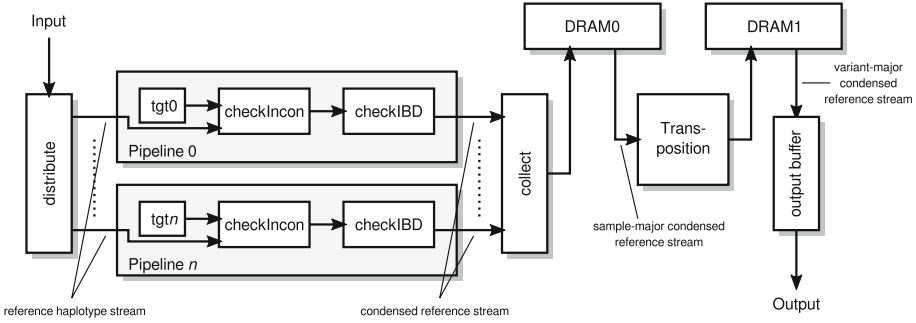 Input
distribute
tgt0
checkIncon
checkIBD
Pipeline 0
tgtn
checkIncon
checkIBD
Pipeline n
reference haplotype stream
condensed reference stream
collect
DRAM0
sample-major condensed
reference stream
Trans-
position
DRAM1
variant-major
condensed
reference stream
output buffer
Output